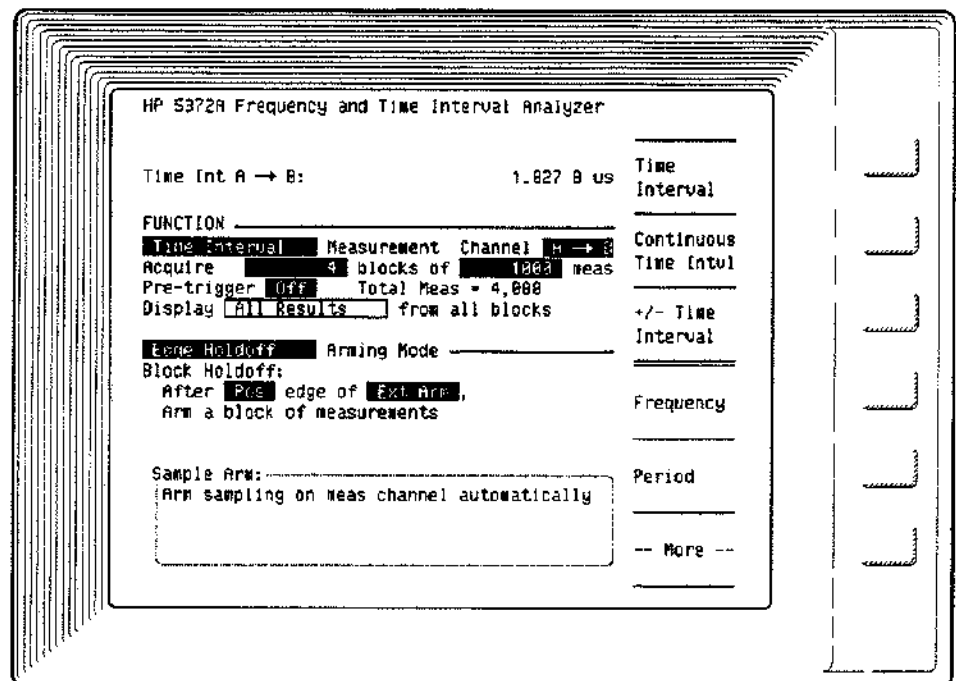 HP 5372A Frequency and Time Interval Analyzer
Time Int A → B: 1.827 8 us
FUNCTION
Time Interval Measurement Channel A → B
Acquire 4 blocks of 1000 meas
Pre-trigger Off Total Meas = 4,000
Display All Results from all blocks
Edge Holdoff Arming Mode
Block Holdoff:
After Pos edge of Ext Arm,
Arm a block of measurements
Sample Arm:
Arm sampling on meas channel automatically
Time
Interval
Continuous
Time Intvl
+/- Time
Interval
Frequency
Period
-- More --